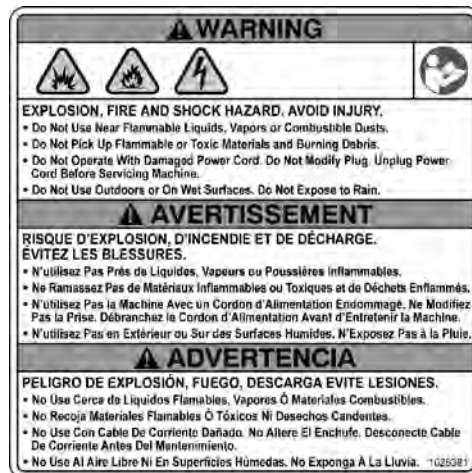 WARNING
EXPLOSION, FIRE AND SHOCK HAZARD. AVOID INJURY.
• Do Not Use Near Flammable Liquids, Vapors or Combustible Dusts.
• Do Not Pick Up Flammable or Toxic Materials and Burning Debris.
• Do Not Operate With Damaged Power Cord. Do Not Modify Plug. Unplug Power
Cord Before Servicing Machine.
• Do Not Use Outdoors or On Wet Surfaces. Do Not Expose to Rain.
AVERTISSEMENT
RISQUE D'EXPLOSION, D'INCENDIE ET DE DÉCHARGE.
ÉVITEZ LES BLESSURES.
• N'utilisez Pas Prés de Liquides, Vapeurs ou Poussières Inflammables.
• Ne Ramassez Pas de Matériaux Inflammables ou Toxiques et de Déchets Enflammés.
• N'utilisez Pas la Machine Avec un Cordon d'Alimentation Endommagé. Ne Modifiez
Pas la Prise. Débranchez le Cordon d'Alimentation Avant d'Entretenir la Machine.
• N'utilisez Pas en Extérieur ou Sur des Surfaces Humides. N'Exposez Pas à la Pluie.
ADVERTENCIA
PELIGRO DE EXPLOSIÓN, FUEGO, DESCARGA EVITE LESIONES.
• No Use Cerca de Líquidos Flamables, Vapores Ó Materiales Combustibles.
• No Recoja Materiales Flamables Ó Tóxicos Ni Desechos Candentes.
• No Use Con Cable De Corriente Dañado. No Altere El Enchufe. Desconecte Cable
De Corriente Antes Del Mantenimiento.
• No Use Al Aire Libre Ni En Superficies Húmedas. No Exponga À La Lluvia.